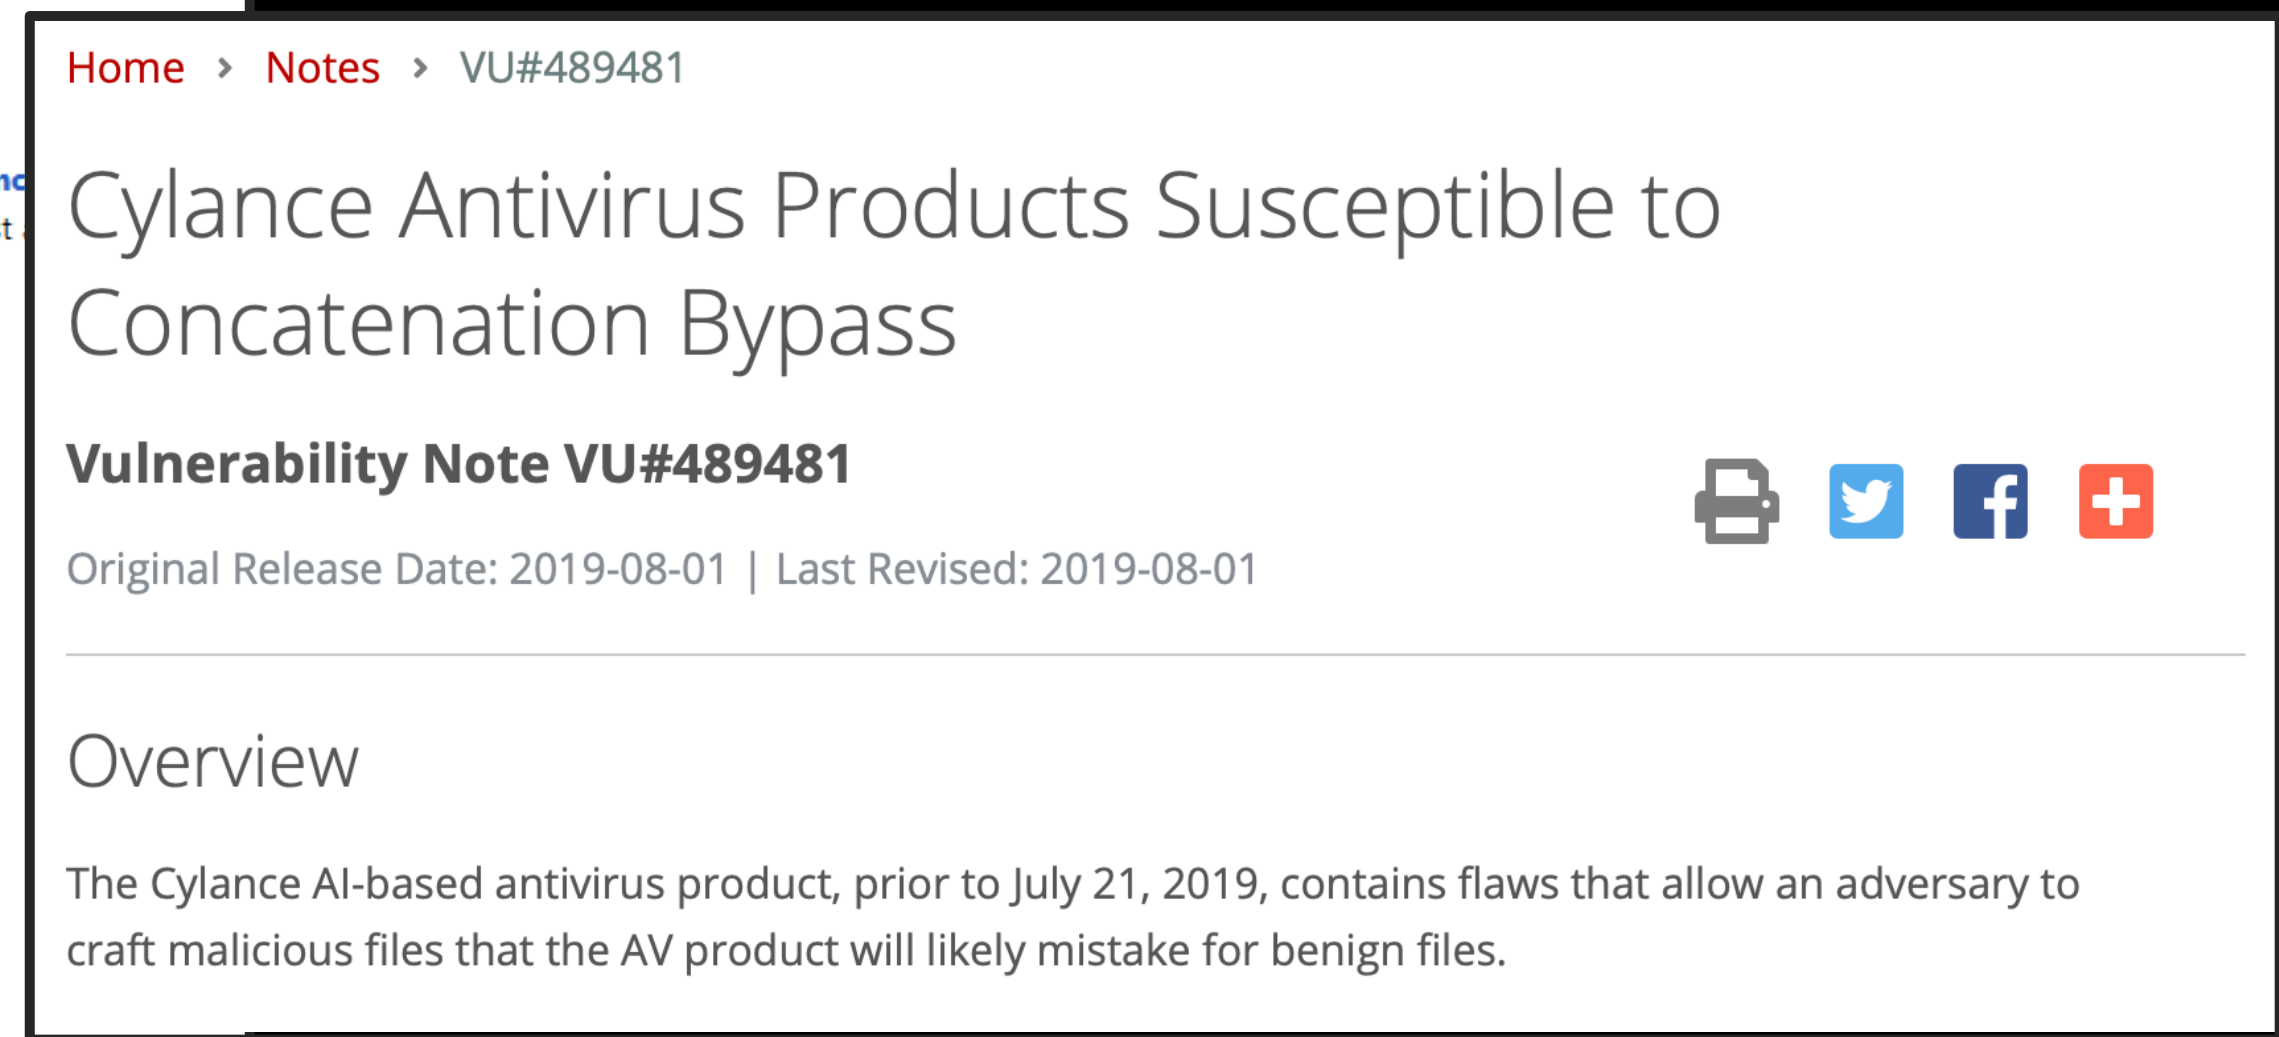 Home > Notes > VU#489481
Cylance Antivirus Products Susceptible to
Concatenation Bypass
Vulnerability Note VU#489481
Original Release Date: 2019-08-01 | Last Revised: 2019-08-01
Overview
The Cylance AI-based antivirus product, prior to July 21, 2019, contains flaws that allow an adversary to
craft malicious files that the AV product will likely mistake for benign files.